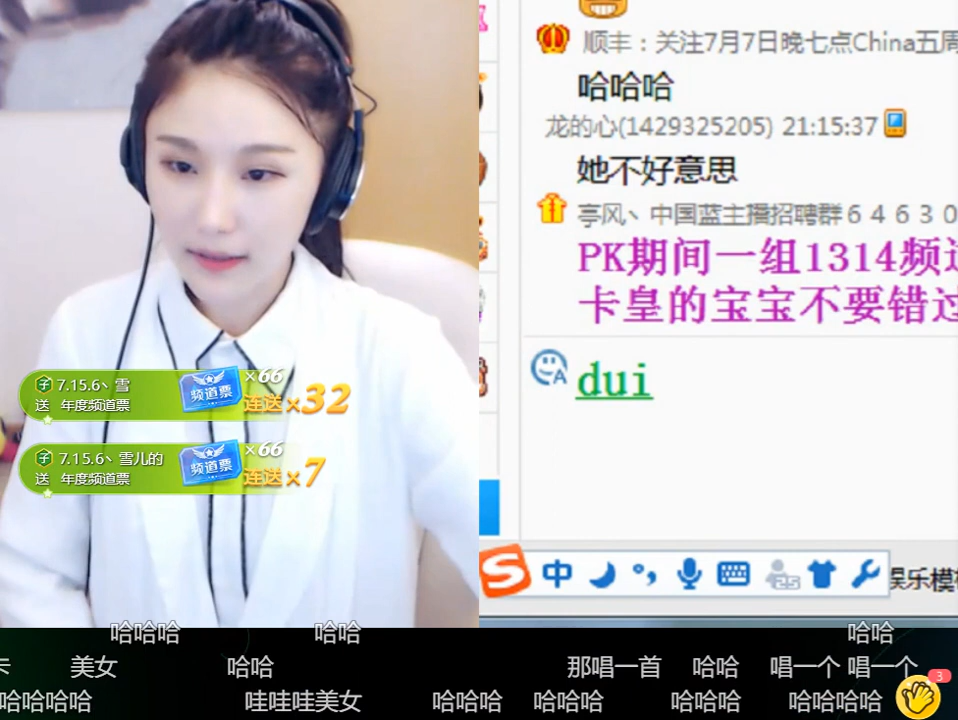 顺丰：关注7月7日晚七点China五周
哈哈哈
龙的心(1429325205) 21:15:37
她不好意思
亭风丶中国蓝主播招聘群6 4 6 3 0
PK期间一组1314频道
卡皇的宝宝不要错过
dui
子 7.15.6丶雪
送 年度频道票
频道票
×66
连送×32
子 7.15.6丶雪儿的
送 年度频道票
频道票
×66
连送×7
S 中
娱乐模
哈哈哈 哈哈 哈哈
卡 美女 哈哈 那唱一首 哈哈 唱一个 唱一个
哈哈哈哈 哇哇哇美女 哈哈哈 哈哈哈 哈哈哈 哈哈哈哈
3